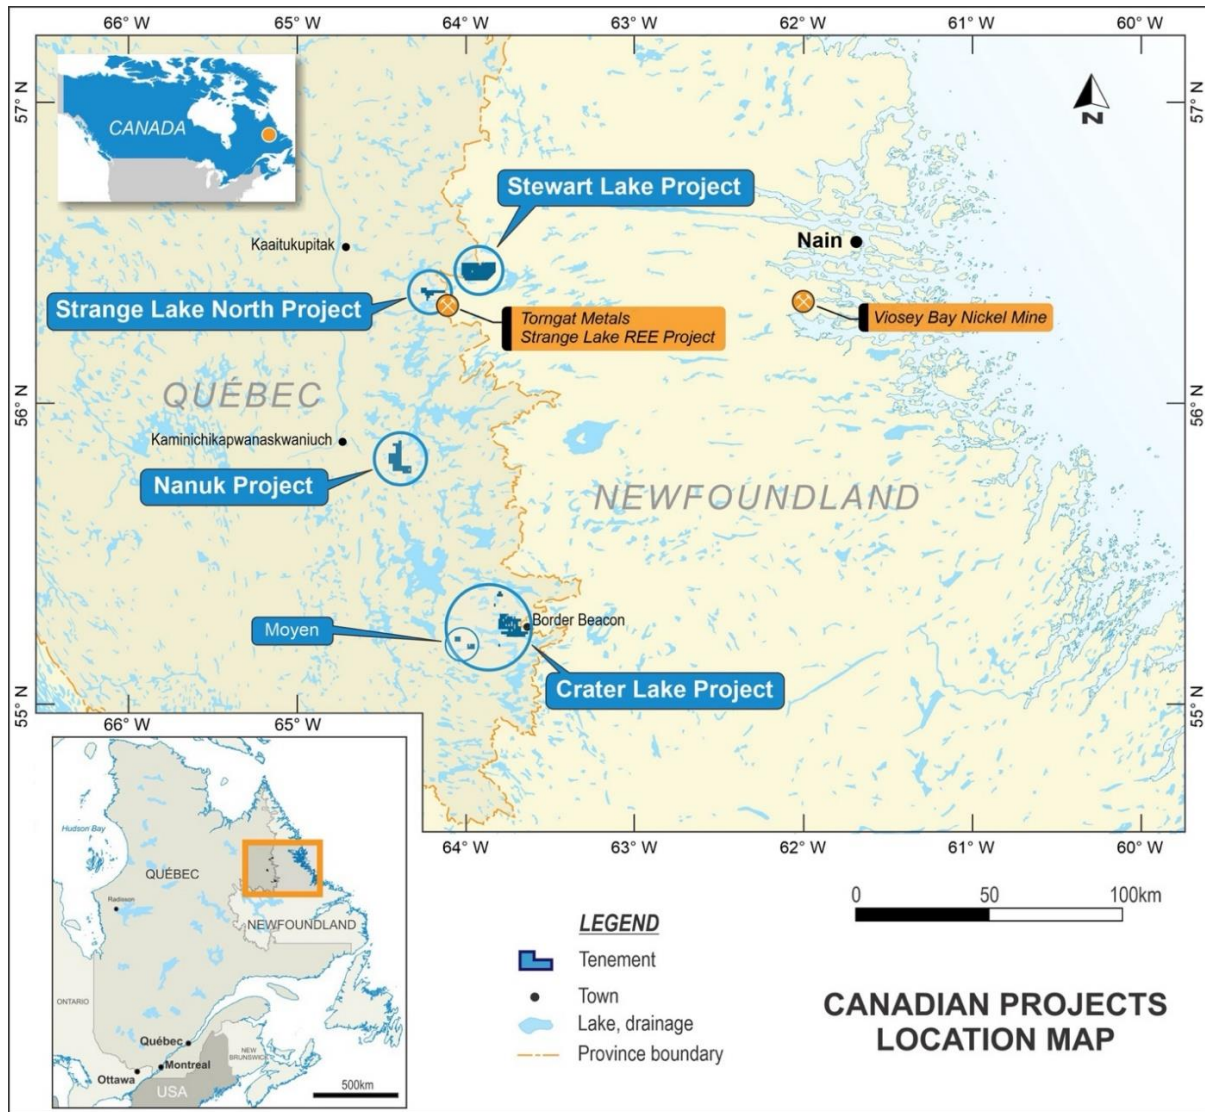 66° W
65° W
64° W
63° W
62° W
61° W
60° W
57° N
57° N
CANADA
N
Stewart Lake Project
Kaaitukupitak
Nain
Strange Lake North Project
Torngat Metals
Strange Lake REE Project
Viosey Bay Nickel Mine
QUÉBEC
56° N
56° N
Kaminichikapwanaskwaniuch
Nanuk Project
NEWFOUNDLAND
Moyen
Border Beacon
Crater Lake Project
55° N
55° N
66° W
65° W
64° W
63° W
62° W
61° W
60° W
Hudson Bay
QUÉBEC
Radisson
NEWFOUNDLAND
ONTARIO
Québec
NEW
BRUNSWICK
Montreal
Ottawa
USA
500km
0
50
100km
LEGEND
Tenement
Town
Lake, drainage
Province boundary
CANADIAN PROJECTS
LOCATION MAP